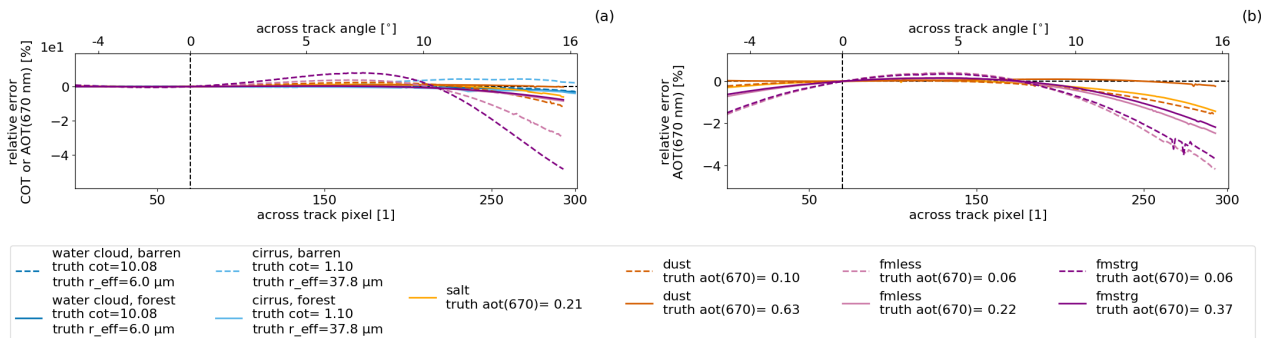 (a)
across track angle [°]
1e1
-4
0
5
10
16
relative error
COT or AOT(670 nm) [%]
0
−2
−4
50
150
250
300
across track pixel [1]
(b)
across track angle [°]
-4
0
5
10
16
relative error
AOT(670 nm) [%]
0
−2
−4
50
150
250
300
across track pixel [1]
water cloud, barren
truth cot=10.08
truth r_eff=6.0 μm
water cloud, forest
truth cot=10.08
truth r_eff=6.0 μm
cirrus, barren
truth cot= 1.10
truth r_eff=37.8 μm
cirrus, forest
truth cot= 1.10
truth r_eff=37.8 μm
salt
truth aot(670)= 0.21
dust
truth aot(670)= 0.10
dust
truth aot(670)= 0.63
fmless
truth aot(670)= 0.06
fmless
truth aot(670)= 0.22
fmstrg
truth aot(670)= 0.06
fmstrg
truth aot(670)= 0.37